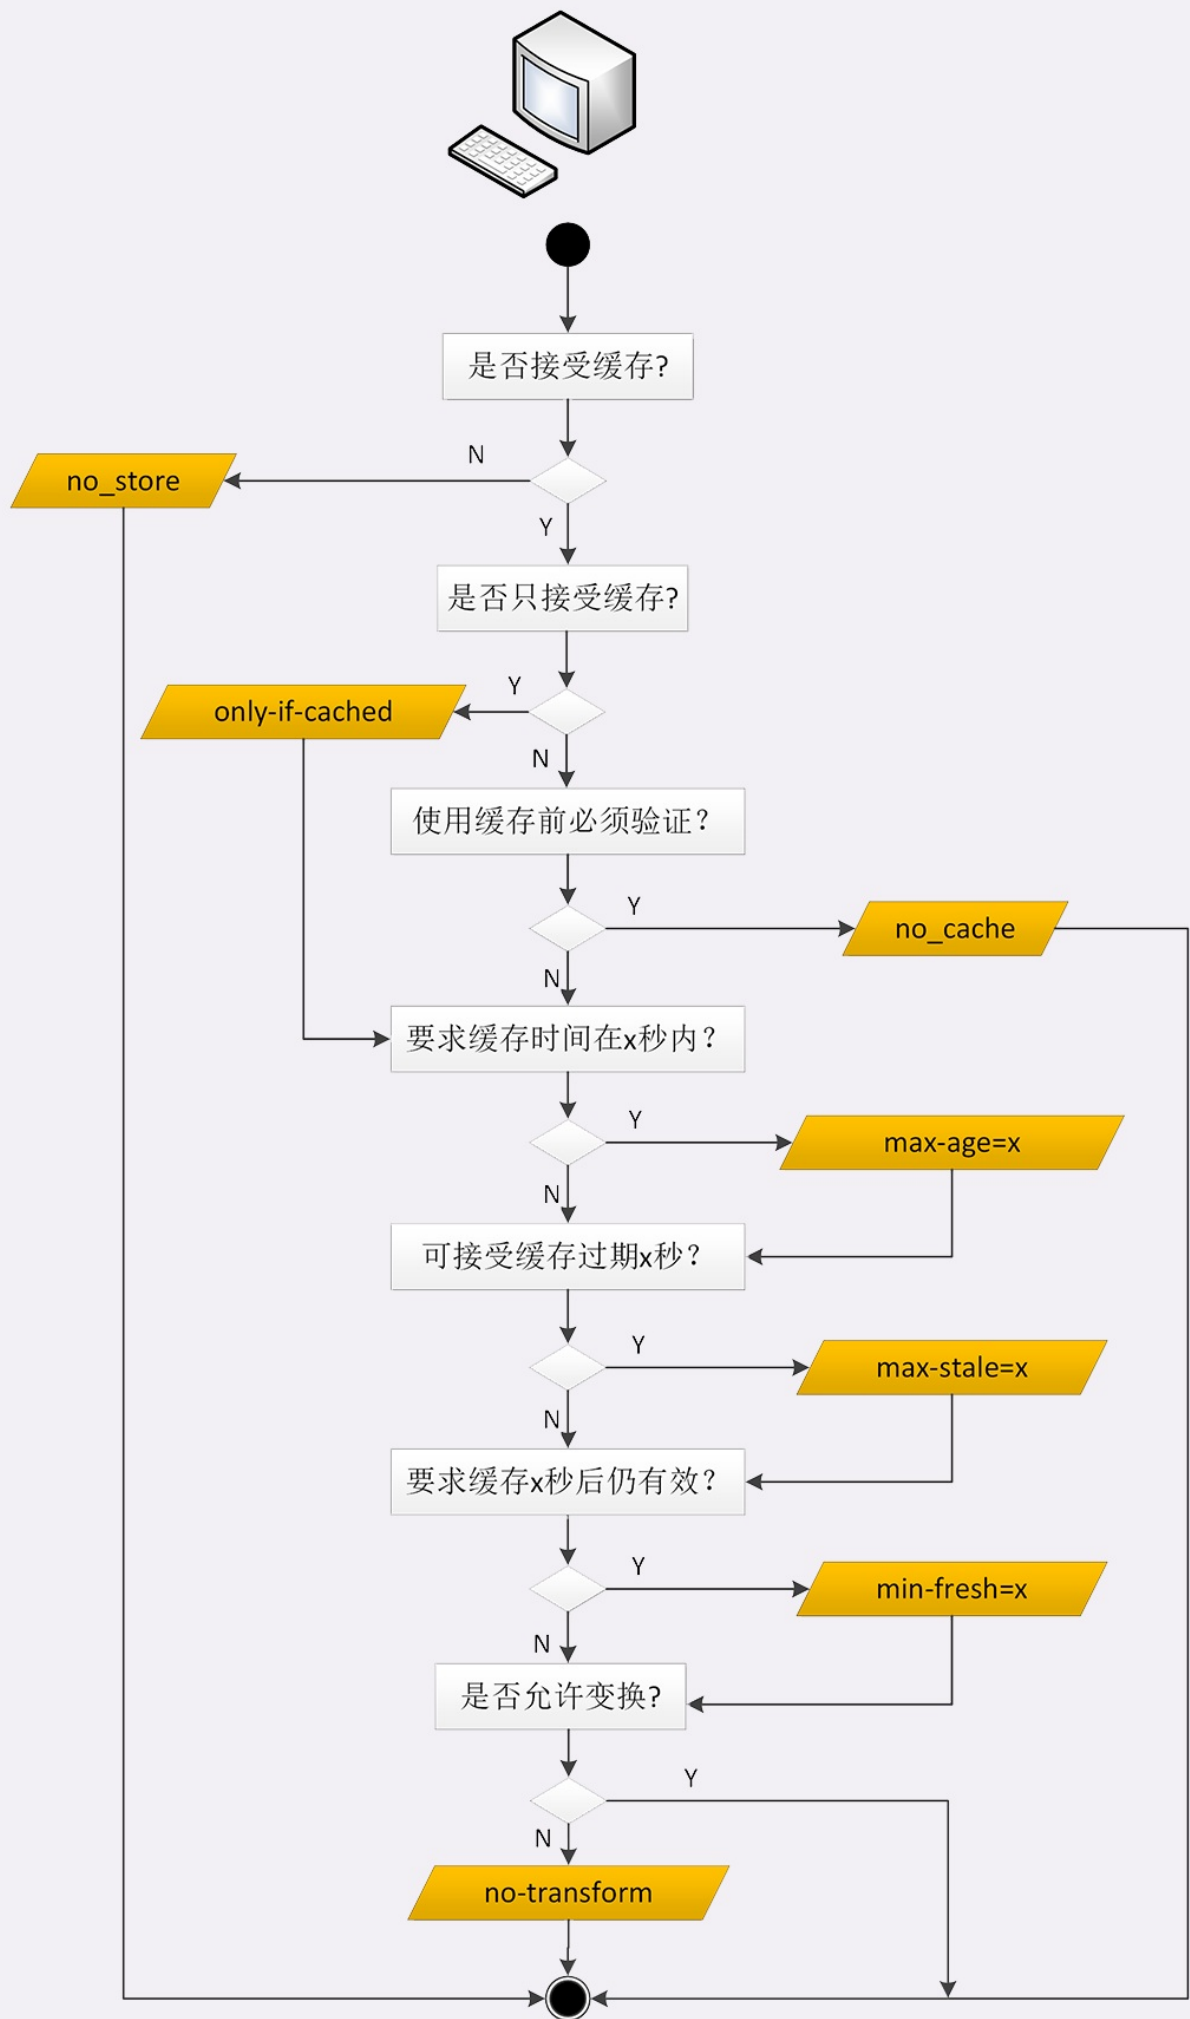 是否接受缓存?
N
no_store
Y
是否只接受缓存?
Y
only-if-cached
N
使用缓存前必须验证？
Y
no_cache
N
要求缓存时间在x秒内？
Y
max-age=x
N
可接受缓存过期x秒？
Y
max-stale=x
N
要求缓存x秒后仍有效？
Y
min-fresh=x
N
是否允许变换?
Y
N
no-transform